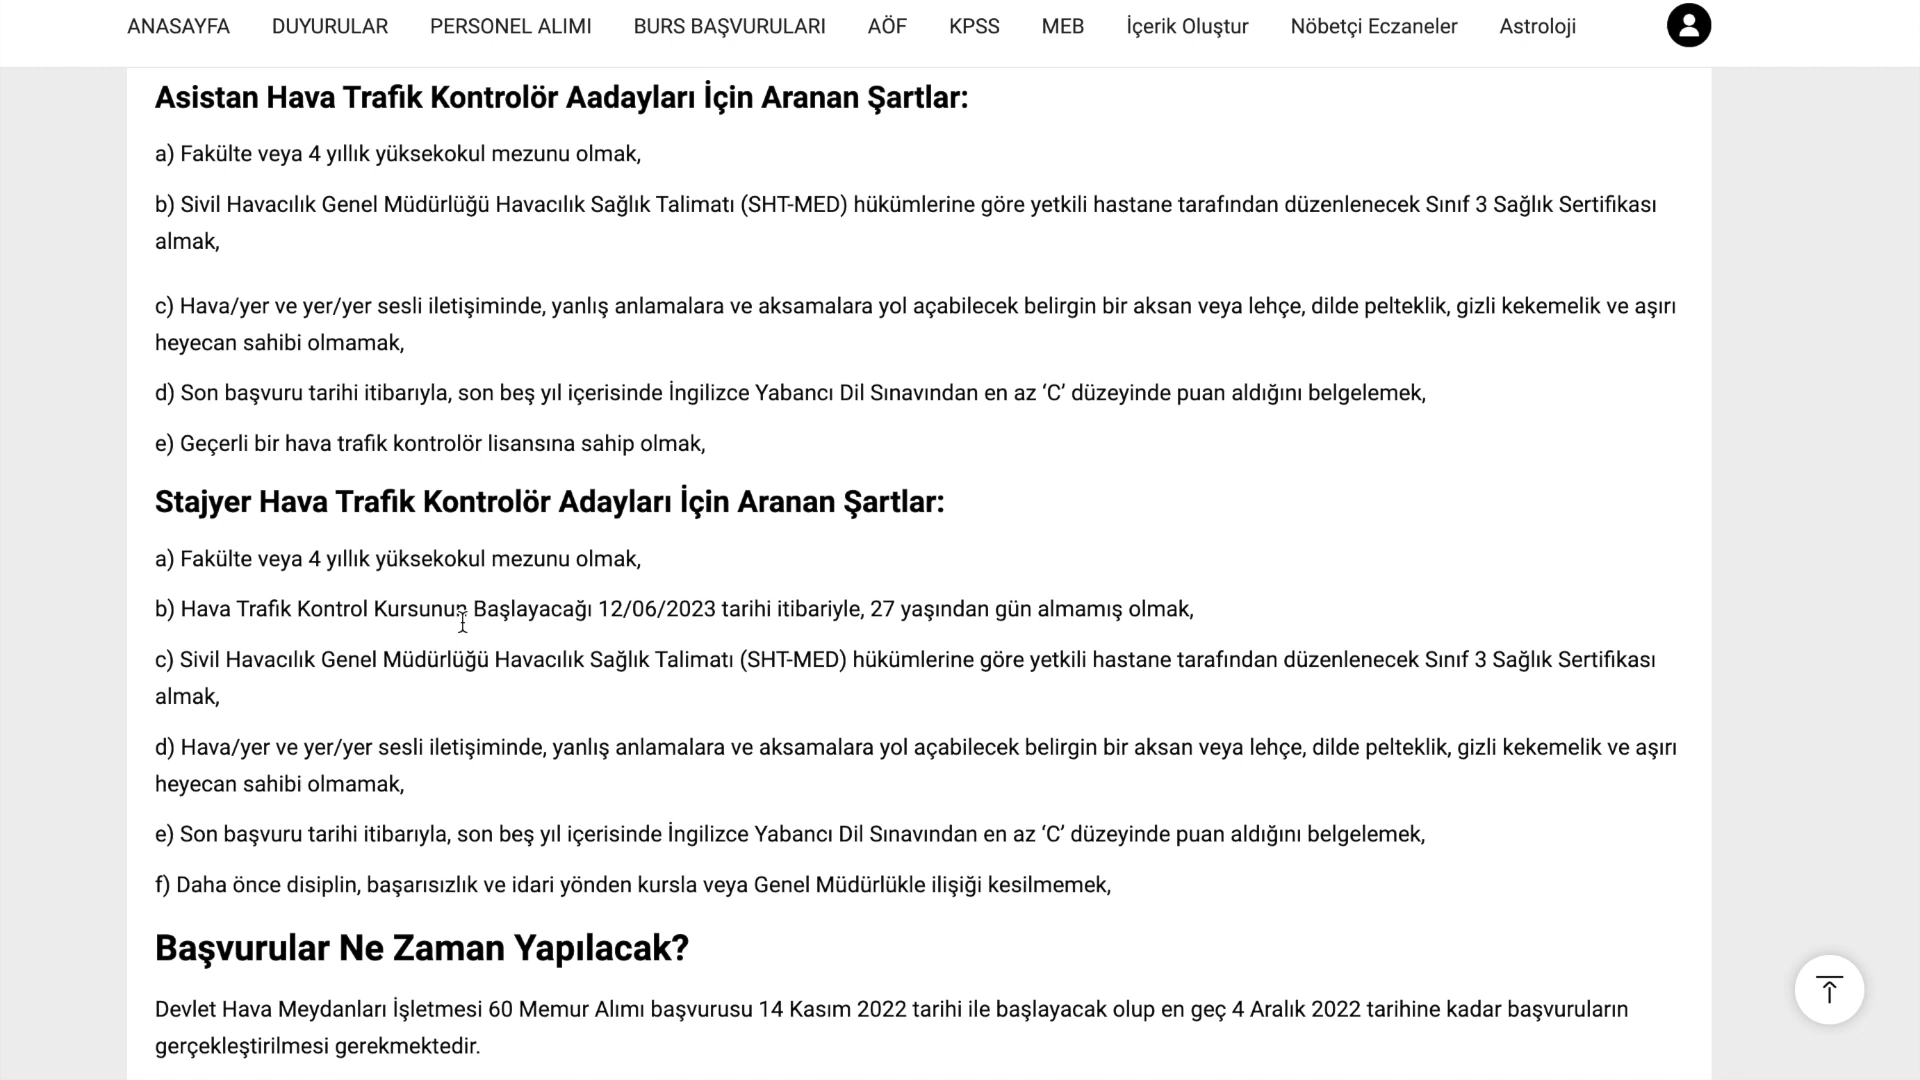 ANASAYFA DUYURULAR PERSONEL ALIMI BURS BAŞVURULARI AÖF KPSS MEB İçerik Oluştur Nöbetçi Eczaneler Astroloji
Asistan Hava Trafik Kontrolör Aadayları İçin Aranan Şartlar:
a) Fakülte veya 4 yıllık yüksekokul mezunu olmak,
b) Sivil Havacılık Genel Müdürlüğü Havacılık Sağlık Talimatı (SHT-MED) hükümlerine göre yetkili hastane tarafından düzenlenecek Sınıf 3 Sağlık Sertifikası
almak,
c) Hava/yer ve yer/yer sesli iletişiminde, yanlış anlamalara ve aksamalara yol açabilecek belirgin bir aksan veya lehçe, dilde pelteklik, gizli kekemelik ve aşırı
heyecan sahibi olmamak,
d) Son başvuru tarihi itibarıyla, son beş yıl içerisinde İngilizce Yabancı Dil Sınavından en az ‘C’ düzeyinde puan aldığını belgelemek,
e) Geçerli bir hava trafik kontrolör lisansına sahip olmak,
Stajyer Hava Trafik Kontrolör Adayları İçin Aranan Şartlar:
a) Fakülte veya 4 yıllık yüksekokul mezunu olmak,
b) Hava Trafik Kontrol Kursunun Başlayacağı 12/06/2023 tarihi itibariyle, 27 yaşından gün almamış olmak,
c) Sivil Havacılık Genel Müdürlüğü Havacılık Sağlık Talimatı (SHT-MED) hükümlerine göre yetkili hastane tarafından düzenlenecek Sınıf 3 Sağlık Sertifikası
almak,
d) Hava/yer ve yer/yer sesli iletişiminde, yanlış anlamalara ve aksamalara yol açabilecek belirgin bir aksan veya lehçe, dilde pelteklik, gizli kekemelik ve aşırı
heyecan sahibi olmamak,
e) Son başvuru tarihi itibarıyla, son beş yıl içerisinde İngilizce Yabancı Dil Sınavından en az ‘C’ düzeyinde puan aldığını belgelemek,
f) Daha önce disiplin, başarısızlık ve idari yönden kursla veya Genel Müdürlükle ilişiği kesilmemek,
Başvurular Ne Zaman Yapılacak?
Devlet Hava Meydanları İşletmesi 60 Memur Alımı başvurusu 14 Kasım 2022 tarihi ile başlayacak olup en geç 4 Aralık 2022 tarihine kadar başvuruların
gerçekleştirilmesi gerekmektedir.